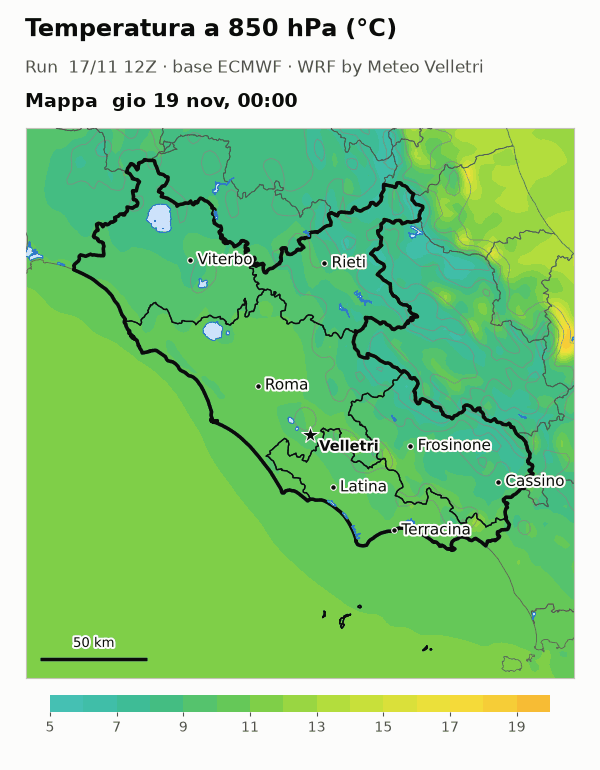 Temperatura a 850 hPa (°C)
Run 17/11 12Z · base ECMWF · WRF by Meteo Velletri
Mappa gio 19 nov, 00:00
Viterbo
Rieti
Roma
Velletri
Frosinone
Cassino
Latina
Terracina
50 km
5 7 9 11 13 15 17 19